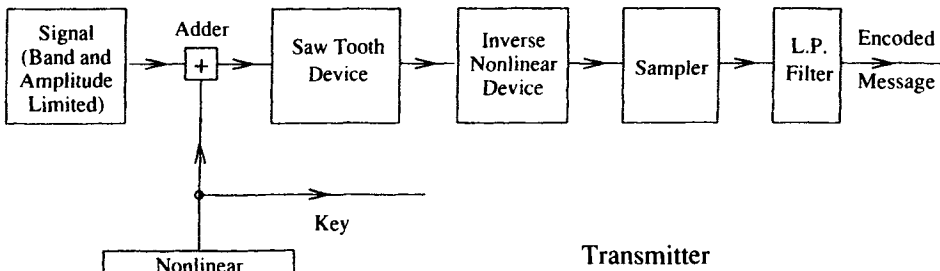 Signal
(Band and
Amplitude
Limited)
Adder
+
Saw Tooth
Device
Inverse
Nonlinear
Device
Sampler
L.P.
Filter
Encoded
Message
Key
Nonlinear
Transmitter